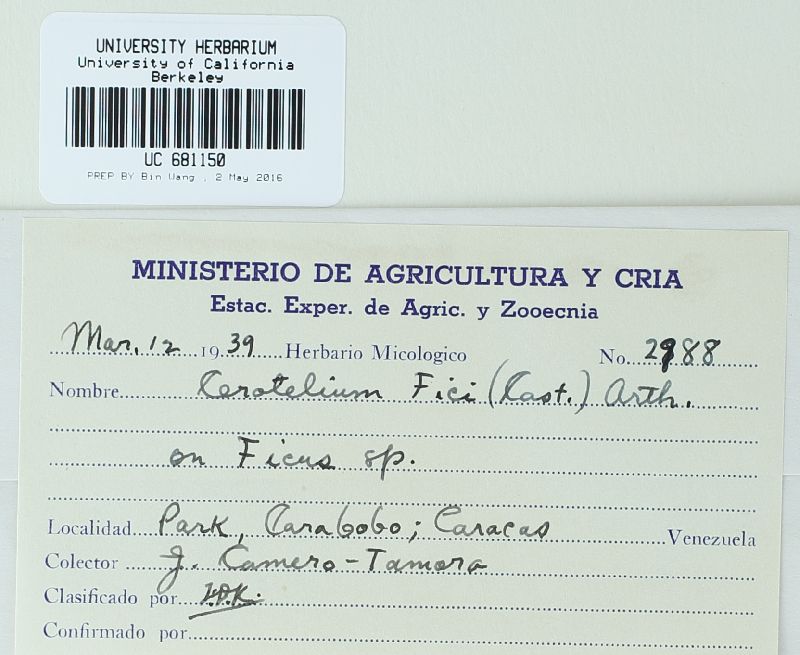 UNIVERSITY HERBARIUM
University of California
Berkeley
UC 681150
PREP BY Bin Wang . 2 May 2016
MINISTERIO DE AGRICULTURA Y CRIA
Estac. Exper. de Agric. y Zooecnia
Mar. 12 1939 Herbario Micologico No. 2988
Nombre Cerotelium Fici (Cast.) Arth.
on Ficus sp.
Localidad Park, Carabobo; Caracas Venezuela
Colector J. Camero-Tamora
Clasificado por
Confirmado por